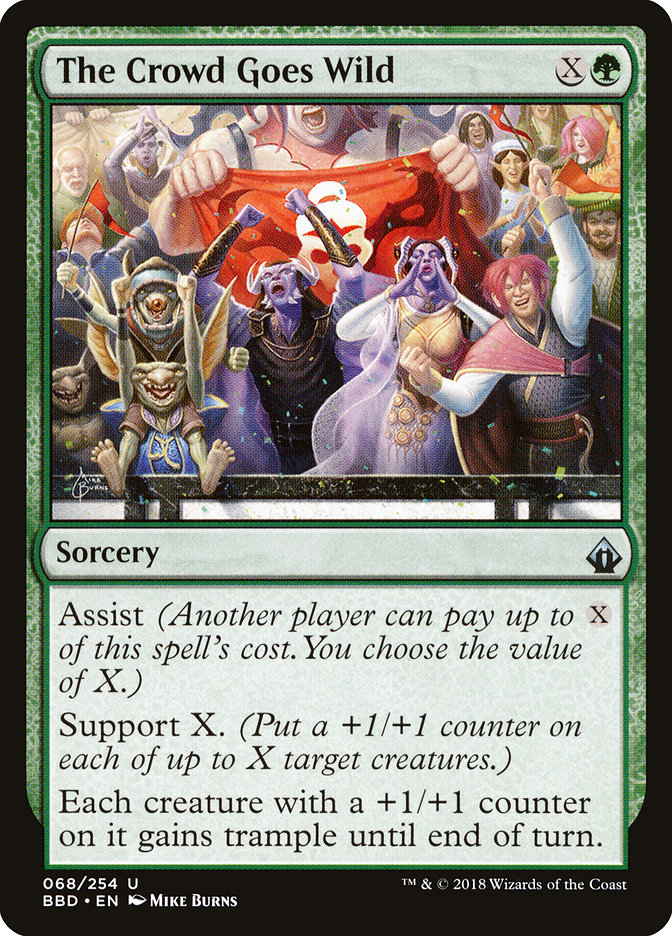 The Crowd Goes Wild X
MIKE
BURNS
Sorcery
Assist (Another player can pay up to X
of this spell's cost. You choose the value
of X.)
Support X. (Put a +1/+1 counter on
each of up to X target creatures.)
Each creature with a +1/+1 counter
on it gains trample until end of turn.
068/254 U
BBD • EN MIKE BURNS
™ & © 2018 Wizards of the Coast